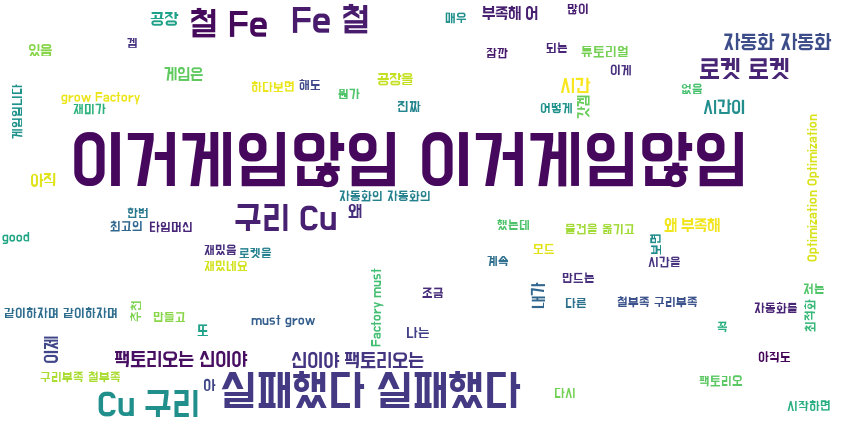 공장
철 Fe
Fe 철
매우
부족해 어
많이
있음
겜
잠깐
되는
튜토리얼
자동화 자동화
게임은
하다보면
해도
공장을
이게
로켓 로켓
게임입니다
grow Factory
재미가
뭔가
진짜
시간
어떻게
갓겜
없음
시간이
이거게임않임 이거게임않임
아직
자동화의 자동화의
Optimization Optimization
한번
최고의
타임머신
구리 Cu
왜
했는데
물건을 옮기고
왜 부족해
good
재밌음
로켓을
재밌네요
계속
모드
보면
시간을
만드는
조금
내가
다른
철부족 구리부족
저는
자동화를
최적화
같이하자며 같이하자며
추천
만들고
또
must grow
Factory must
나는
꼭
이제
팩토리오는 신이야
신이야 팩토리오는
아직도
구리부족 철부족
아
실패했다 실패했다
Cu 구리
다시
팩토리오
시작하면